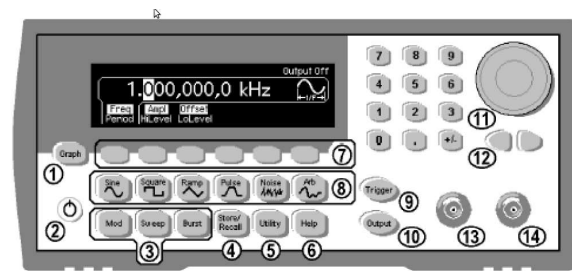 Output Off
1.000,000,0 kHz
I/F
Freq Ampl Offset
Period HiLevel LoLevel
7 8 9
4 5 6
1 2 3
0 . +/-
Graph
Sine Square Ramp Pulse Noise Arb
Mod Sweep Burst Store/Recall Utility Help
Trigger
Output
1
2
3
4
5
6
7
8
9
10
11
12
13
14